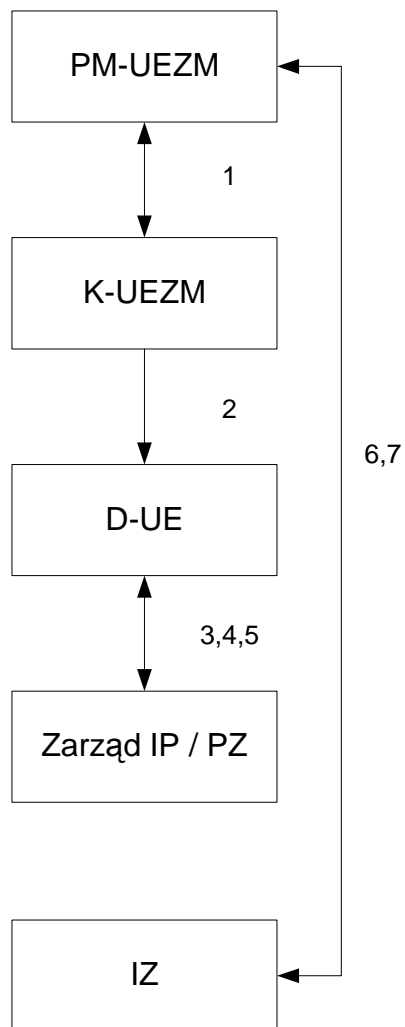 PM-UEZM
1
K-UEZM
2
D-UE
6,7
3,4,5
Zarząd IP / PZ
IZ